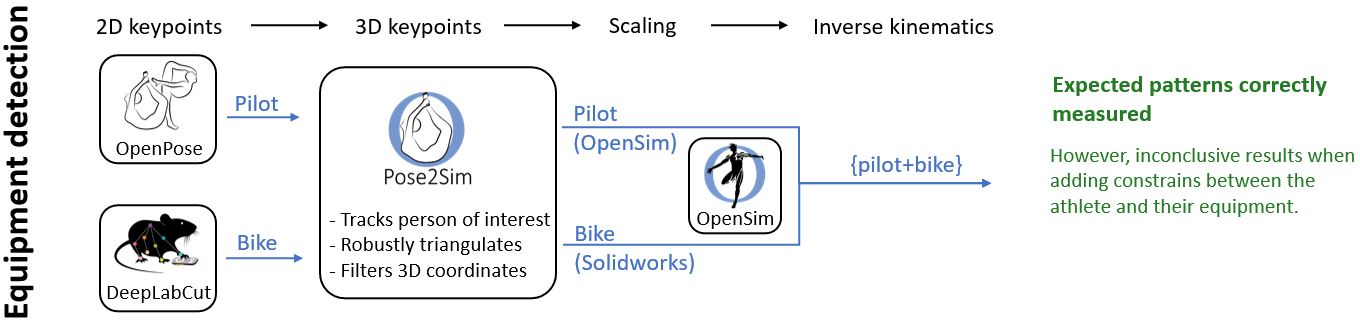 Equipment detection
2D keypoints
3D keypoints
Scaling
Inverse kinematics
OpenPose
Pilot
DeepLabCut
Bike
Pose2Sim
- Tracks person of interest
- Robustly triangulates
- Filters 3D coordinates
Pilot
(OpenSim)
OpenSim
Bike
(Solidworks)
{pilot+bike}
Expected patterns correctly
measured
However, inconclusive results when
adding constrains between the
athlete and their equipment.